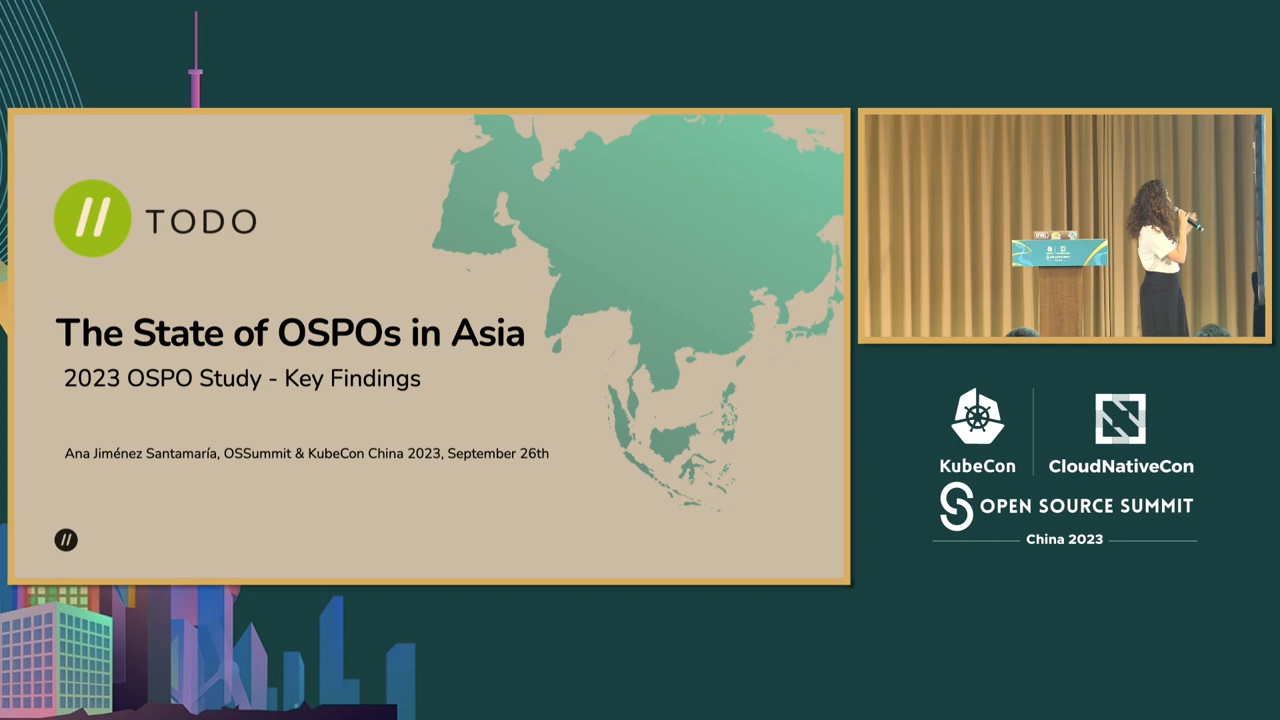 TODO
The State of OSPOs in Asia
2023 OSPO Study - Key Findings
Ana Jiménez Santamaría, OSSummit & KubeCon China 2023, September 26th
KubeCon
CloudNativeCon
OPEN SOURCE SUMMIT
China 2023